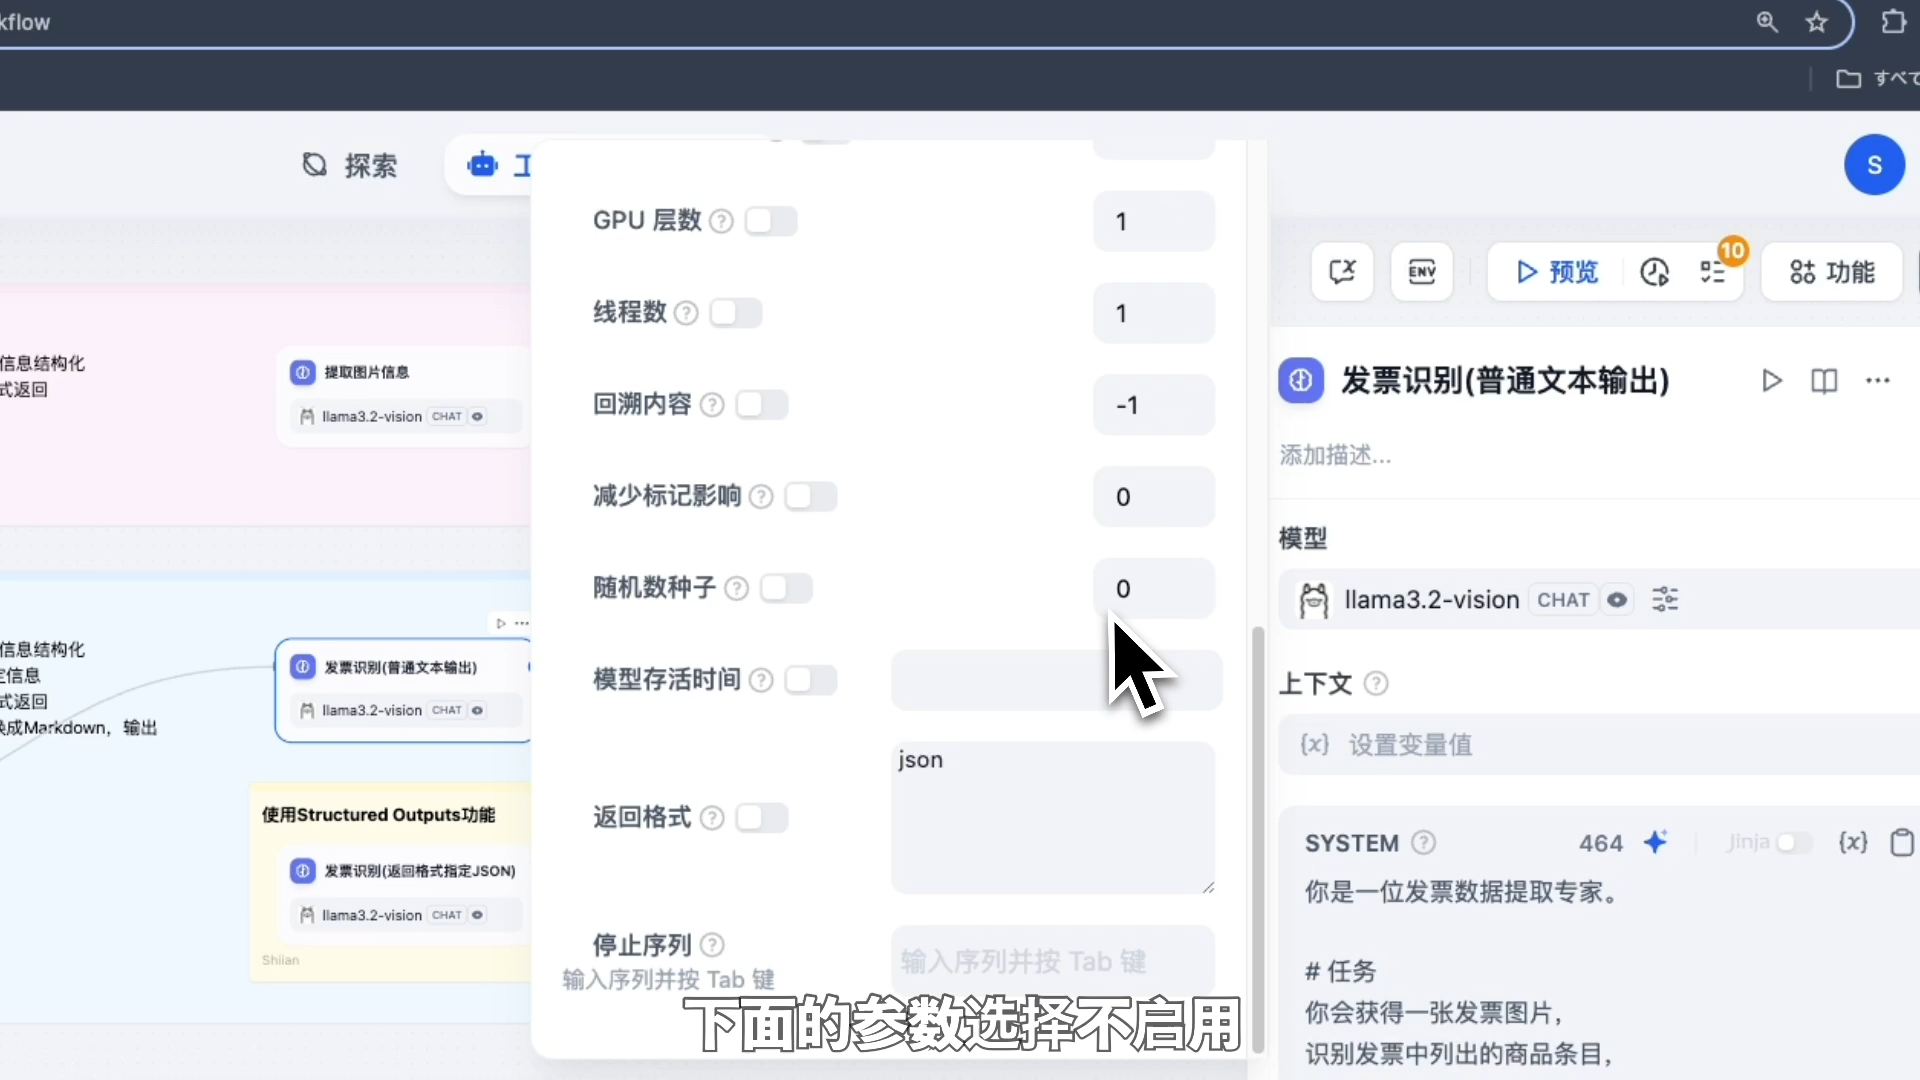 kflow
すべて
探索
S
GPU 层数
1
线程数
1
回溯内容
-1
减少标记影响
0
随机数种子
0
模型存活时间
返回格式
json
停止序列
输入序列并按 Tab 键
输入序列并按 Tab 键
下面的参数选择不启用
信息结构化
式返回
提取图片信息
llama3.2-vision CHAT
信息结构化
定信息
式返回
换成Markdown，输出
发票识别(普通文本输出)
llama3.2-vision CHAT
使用Structured Outputs功能
发票识别(返回格式指定JSON)
llama3.2-vision CHAT
Shiian
ENV
预览
10
功能
发票识别(普通文本输出)
添加描述...
模型
llama3.2-vision CHAT
上下文
{x} 设置变量值
SYSTEM 464 Jinja {x}
你是一位发票数据提取专家。
# 任务
你会获得一张发票图片，
识别发票中列出的商品条目，